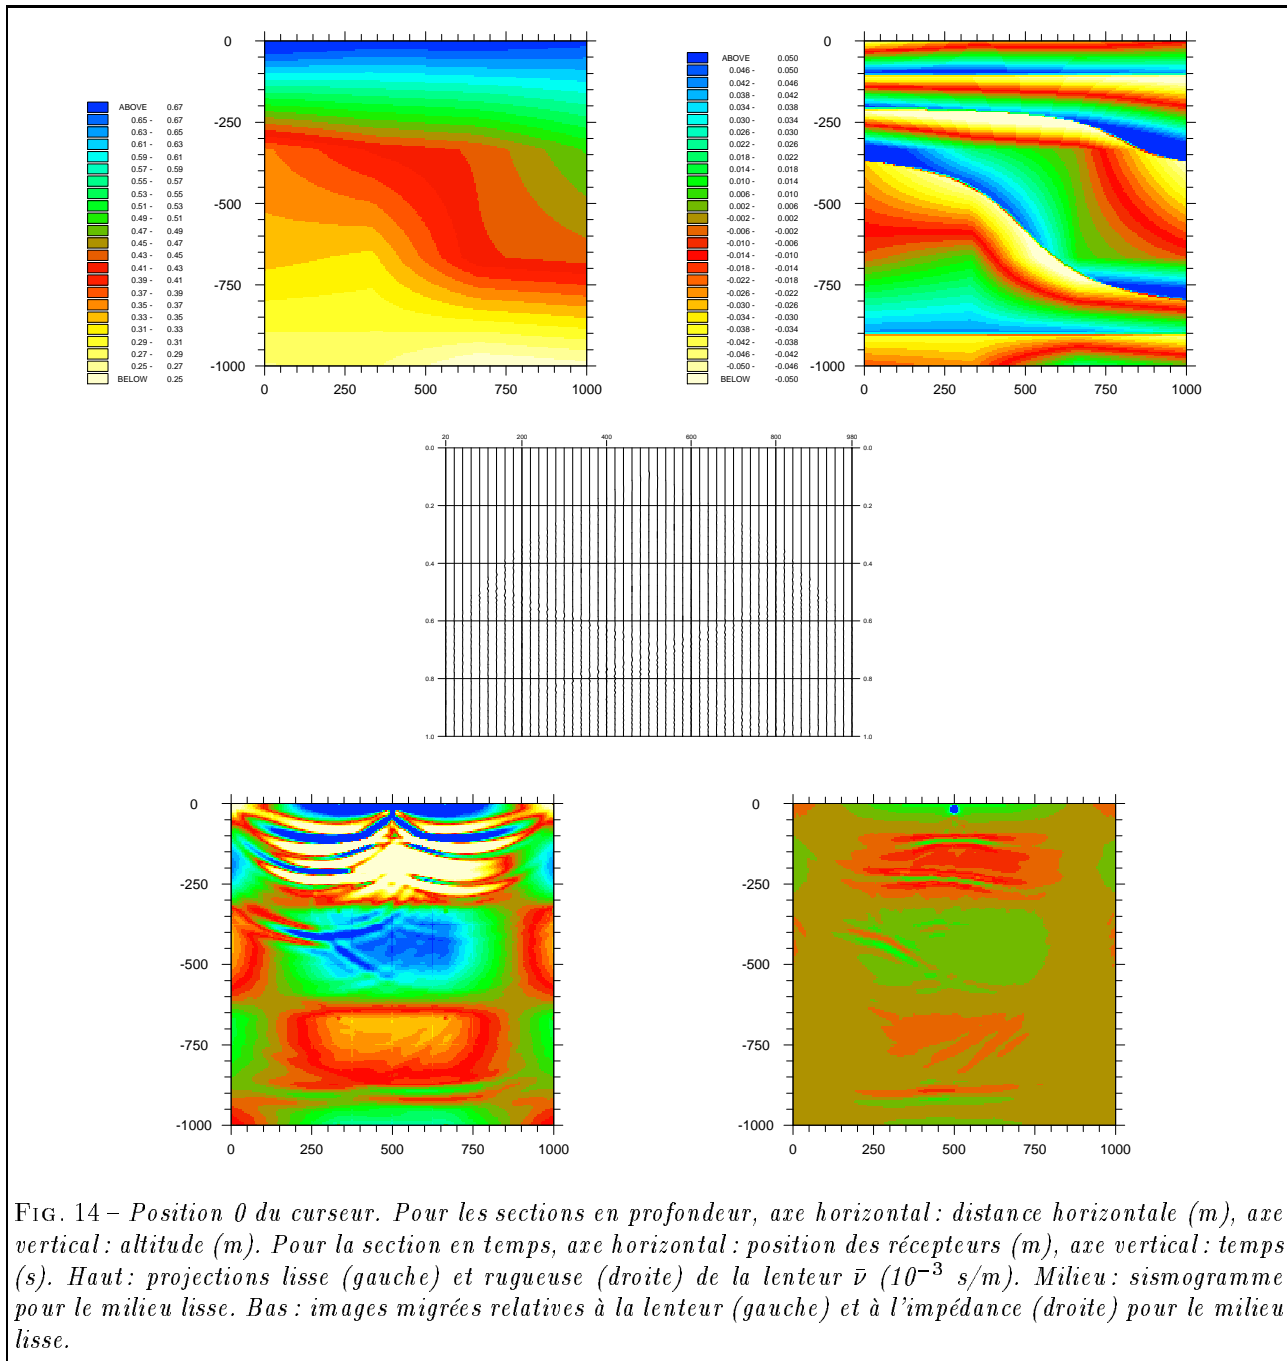 0
-250
-500
-750
-1000
0 250 500 750 1000
ABOVE 0.67
0.65 - 0.67
0.63 - 0.65
0.61 - 0.63
0.59 - 0.61
0.57 - 0.59
0.55 - 0.57
0.53 - 0.55
0.51 - 0.53
0.49 - 0.51
0.47 - 0.49
0.45 - 0.47
0.43 - 0.45
0.41 - 0.43
0.39 - 0.41
0.37 - 0.39
0.35 - 0.37
0.33 - 0.35
0.31 - 0.33
0.29 - 0.31
0.27 - 0.29
0.25 - 0.27
BELOW 0.25
0
-250
-500
-750
-1000
0 250 500 750 1000
ABOVE 0.050
0.046 - 0.050
0.042 - 0.046
0.038 - 0.042
0.034 - 0.038
0.030 - 0.034
0.026 - 0.030
0.022 - 0.026
0.018 - 0.022
0.014 - 0.018
0.010 - 0.014
0.006 - 0.010
0.002 - 0.006
-0.002 - 0.002
-0.006 - -0.002
-0.010 - -0.006
-0.014 - -0.010
-0.018 - -0.014
-0.022 - -0.018
-0.026 - -0.022
-0.030 - -0.026
-0.034 - -0.030
-0.038 - -0.034
-0.042 - -0.038
-0.046 - -0.042
-0.050 - -0.046
BELOW -0.050
20 200 400 600 800 980
0.0 0.0
0.2 0.2
0.4 0.4
0.6 0.6
0.8 0.8
1.0 1.0
0
-250
-500
-750
-1000
0 250 500 750 1000
0
-250
-500
-750
-1000
0 250 500 750 1000
FIG. 14 – Position 0 du curseur. Pour les sections en profondeur, axe horizontal : distance horizontale (m), axe
vertical : altitude (m). Pour la section en temps, axe horizontal : position des récepteurs (m), axe vertical : temps
(s). Haut : projections lisse (gauche) et rugueuse (droite) de la lenteur ν̄ (10⁻³ s/m). Milieu : sismogramme
pour le milieu lisse. Bas : images migrées relatives à la lenteur (gauche) et à l'impédance (droite) pour le milieu
lisse.